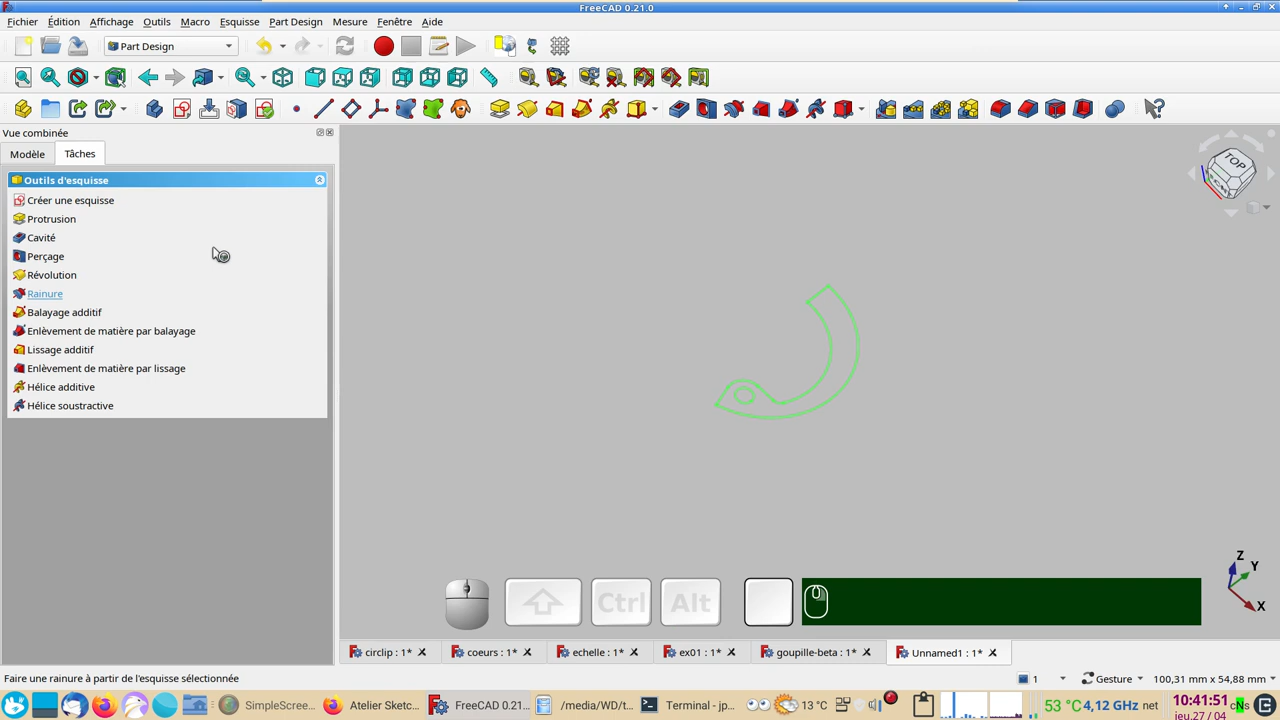 FreeCAD 0.21.0
Fichier Édition Affichage Outils Macro Esquisse Part Design Mesure Fenêtre Aide
Part Design
Vue combinée
Modèle Tâches
Outils d'esquisse
Créer une esquisse
Protrusion
Cavité
Perçage
Révolution
Rainure
Balayage additif
Enlèvement de matière par balayage
Lissage additif
Enlèvement de matière par lissage
Hélice additive
Hélice soustractive
TOP
Z
Y
X
Ctrl Alt
circlip : 1* coeurs : 1* echelle : 1* ex01 : 1* goupille-beta : 1* Unnamed1 : 1*
Faire une rainure à partir de l'esquisse sélectionnée 1 Gesture 100,31 mm x 54,88 mm
SimpleScree... Atelier Sketc... FreeCAD 0.21... /media/WD/t... Terminal - jp... 13 °C 53 °C 4,12 GHz net 10:41:51 cNs
jeu.27 / 04